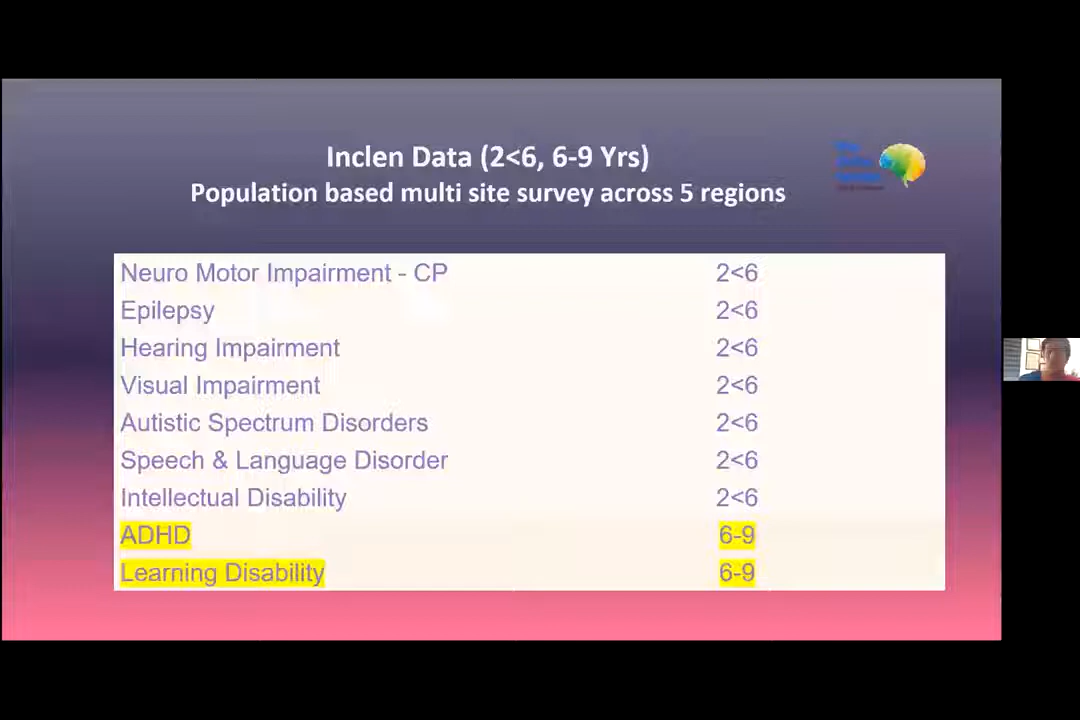 Inclen Data (2<6, 6-9 Yrs)
Population based multi site survey across 5 regions
Neuro Motor Impairment - CP 2<6
Epilepsy 2<6
Hearing Impairment 2<6
Visual Impairment 2<6
Autistic Spectrum Disorders 2<6
Speech & Language Disorder 2<6
Intellectual Disability 2<6
ADHD 6-9
Learning Disability 6-9